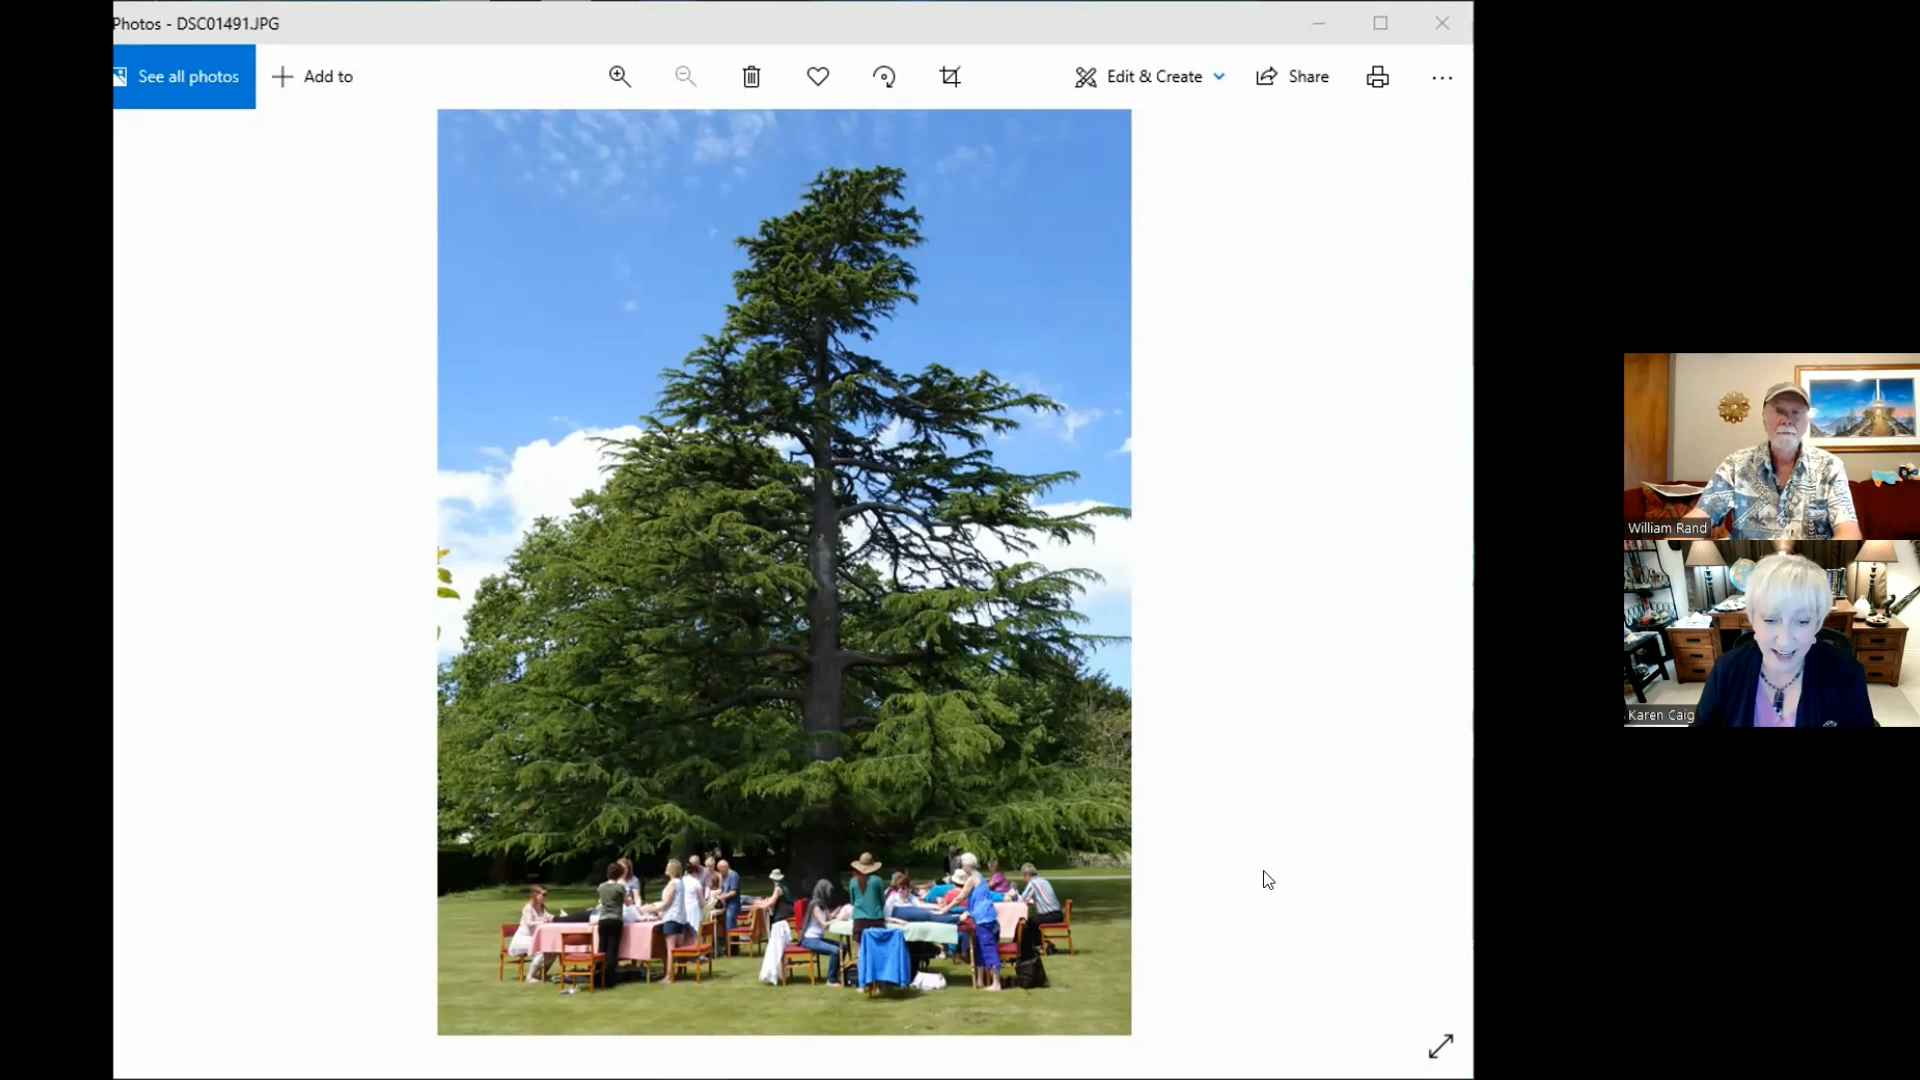 Photos - DSC01491.JPG
See all photos
Add to
Edit & Create
Share
William Rand
Karen Caig